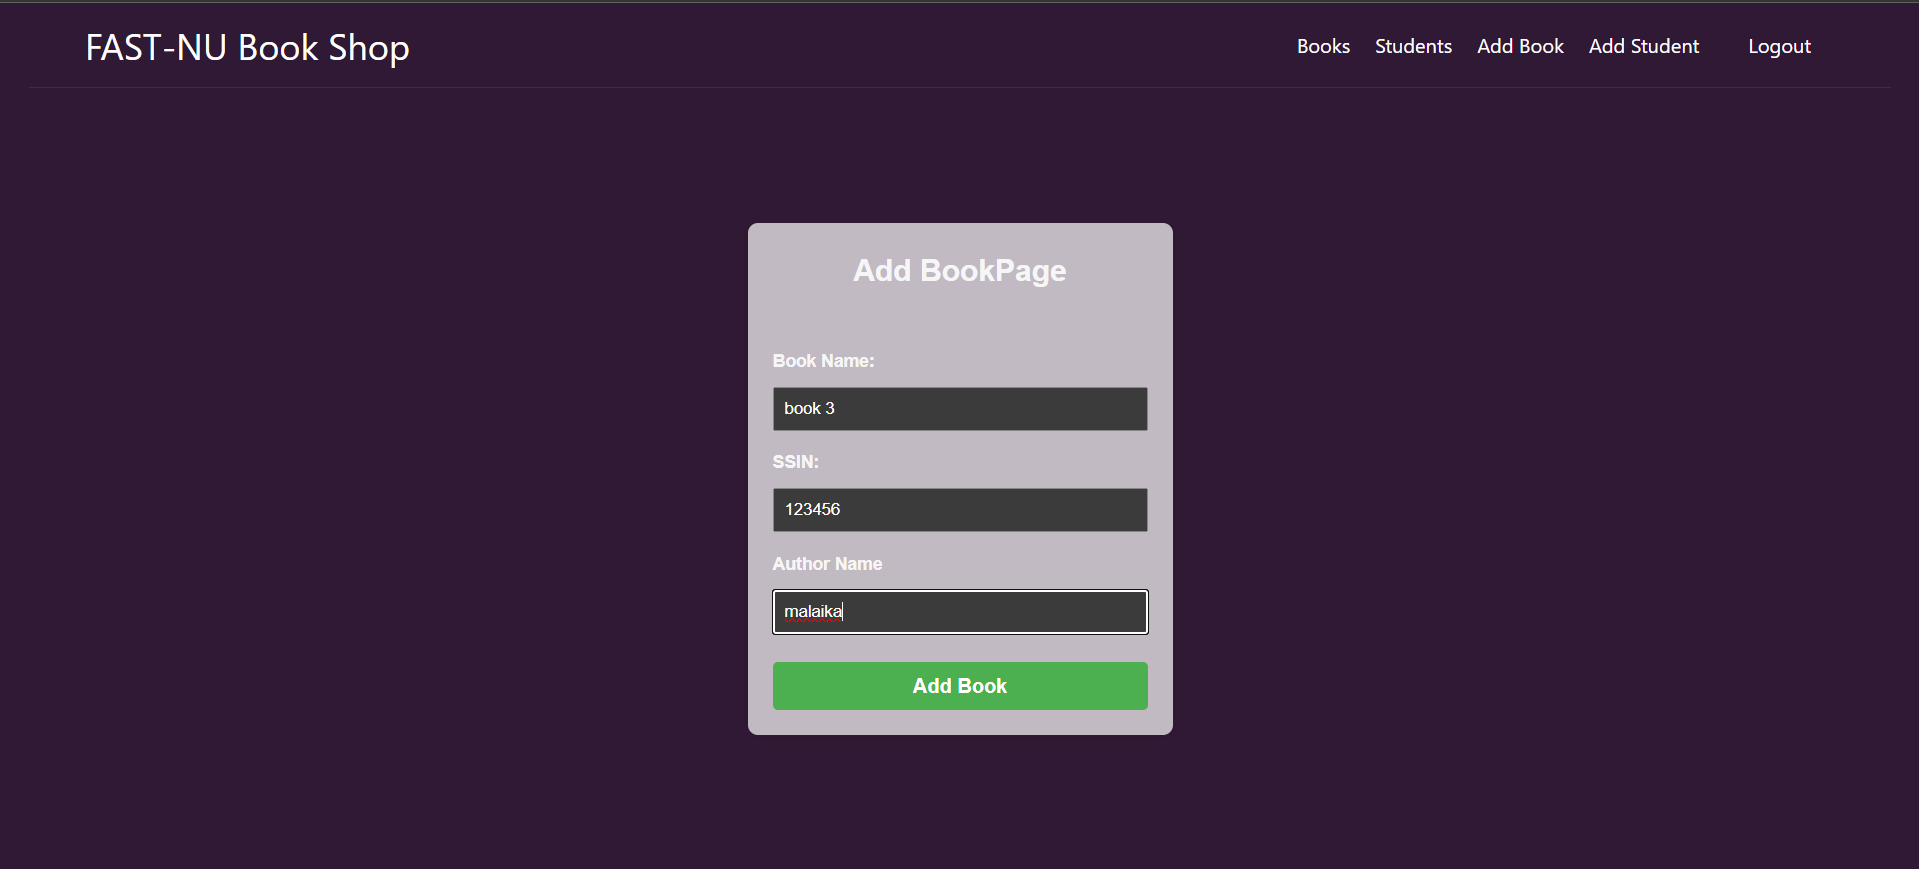 FAST-NU Book Shop
Books Students Add Book Add Student Logout
Add BookPage
Book Name:
book 3
SSIN:
123456
Author Name
malaika
Add Book